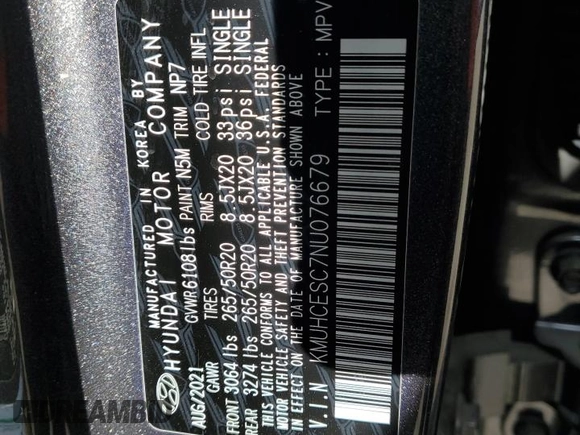 MANUFACTURED IN KOREA BY
HYUNDAI MOTOR COMPANY
AUG/2021 GVWR 6108lbs PAINT N5M TRIM NP7
GAWR TIRES RIMS COLD TIRE INFL
FRONT 3064lbs 265/50R20 8.5JX20 33psi SINGLE
REAR 3274lbs 265/50R20 8.5JX20 36psi SINGLE
THIS VEHICLE CONFORMS TO ALL APPLICABLE U.S.A. FEDERAL
MOTOR VEHICLE SAFETY AND THEFT PREVENTION STANDARDS
IN EFFECT ON THE DATE OF MANUFACTURE SHOWN ABOVE
V.I.N KMUHCESC7NU076679 TYPE : MPV
DREAMBID